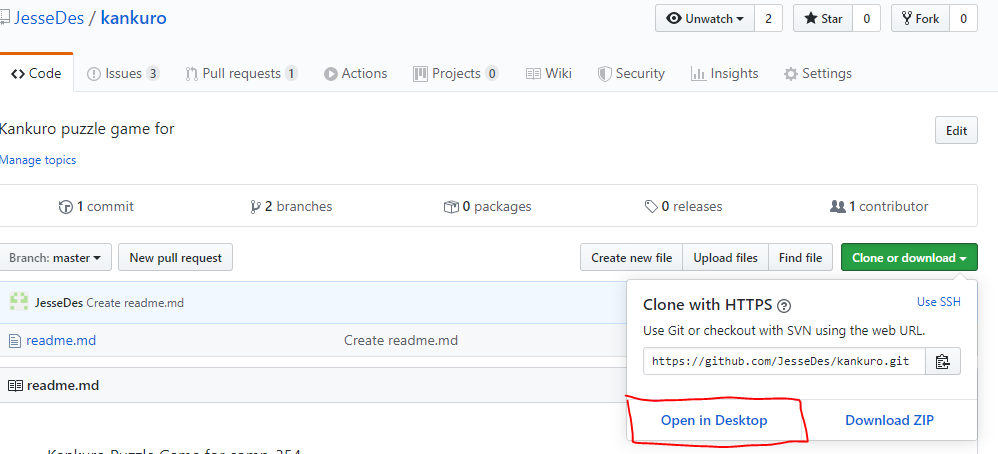 JesseDes / kankuro
Unwatch 2 Star 0 Fork 0
Code Issues 3 Pull requests 1 Actions Projects 0 Wiki Security Insights Settings
Kankuro puzzle game for
Edit
Manage topics
1 commit 2 branches 0 packages 0 releases 1 contributor
Branch: master New pull request Create new file Upload files Find file Clone or download
JesseDes Create readme.md
readme.md Create readme.md
readme.md
Clone with HTTPS ? Use SSH
Use Git or checkout with SVN using the web URL.
https://github.com/JesseDes/kankuro.git
Open in Desktop Download ZIP
Kankuro Puzzle Game for comp-354